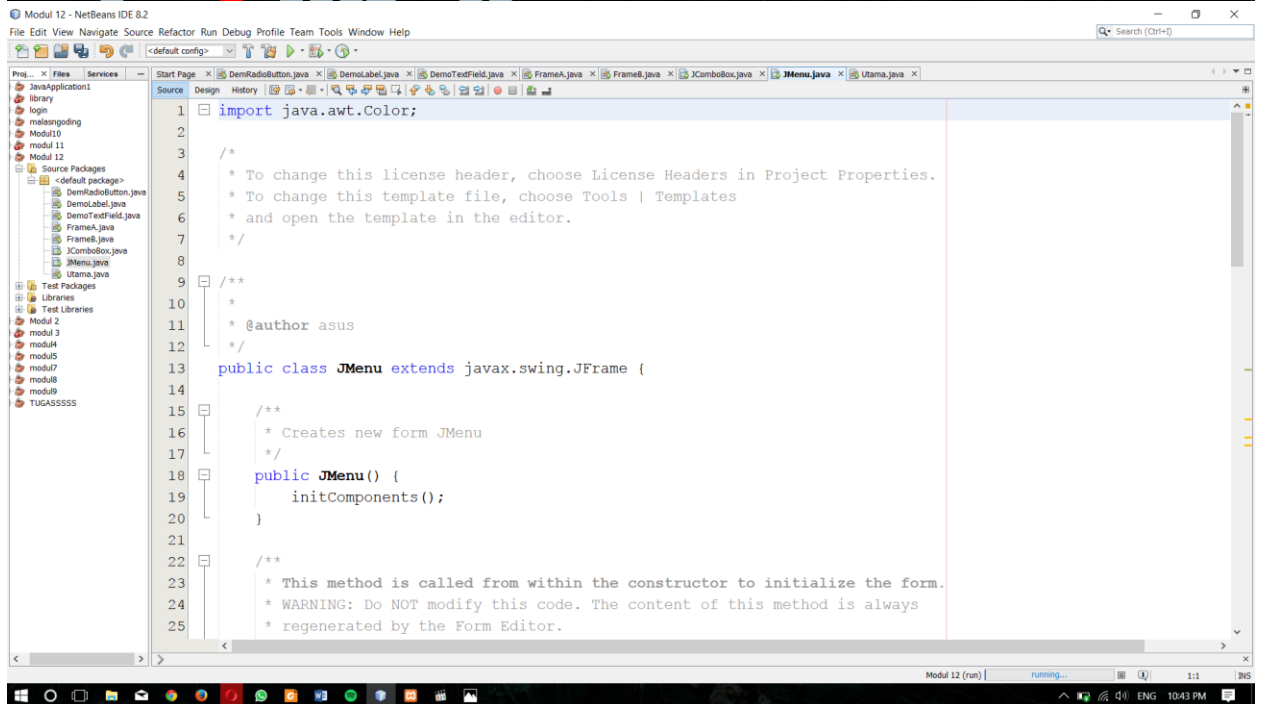 Modul 12 - NetBeans IDE 8.2
File Edit View Navigate Source Refactor Run Debug Profile Team Tools Window Help
Search (Ctrl+I)
<default config>
Proj... Files Services
Start Page DemRadioButton.java DemoLabel.java DemoTextField.java FrameA.java FrameB.java JComboBox.java JMenu.java Utama.java
Source Design History
JavaApplication1
library
login
malasngoding
Modul10
modul 11
Modul 12
Source Packages
<default package>
DemRadioButton.java
DemoLabel.java
DemoTextField.java
FrameA.java
FrameB.java
JComboBox.java
JMenu.java
Utama.java
Test Packages
Libraries
Test Libraries
Modul 2
modul 3
modul4
modul5
modul7
modul8
modul9
TUGASSSSS
1 import java.awt.Color;
2
3 /*
4 * To change this license header, choose License Headers in Project Properties.
5 * To change this template file, choose Tools | Templates
6 * and open the template in the editor.
7 */
8
9 /**
10 *
11 * @author asus
12 */
13 public class JMenu extends javax.swing.JFrame {
14
15 /**
16 * Creates new form JMenu
17 */
18 public JMenu() {
19 initComponents();
20 }
21
22 /**
23 * This method is called from within the constructor to initialize the form.
24 * WARNING: Do NOT modify this code. The content of this method is always
25 * regenerated by the Form Editor.
Modul 12 (run) running... 1:1 INS
ENG 10:43 PM